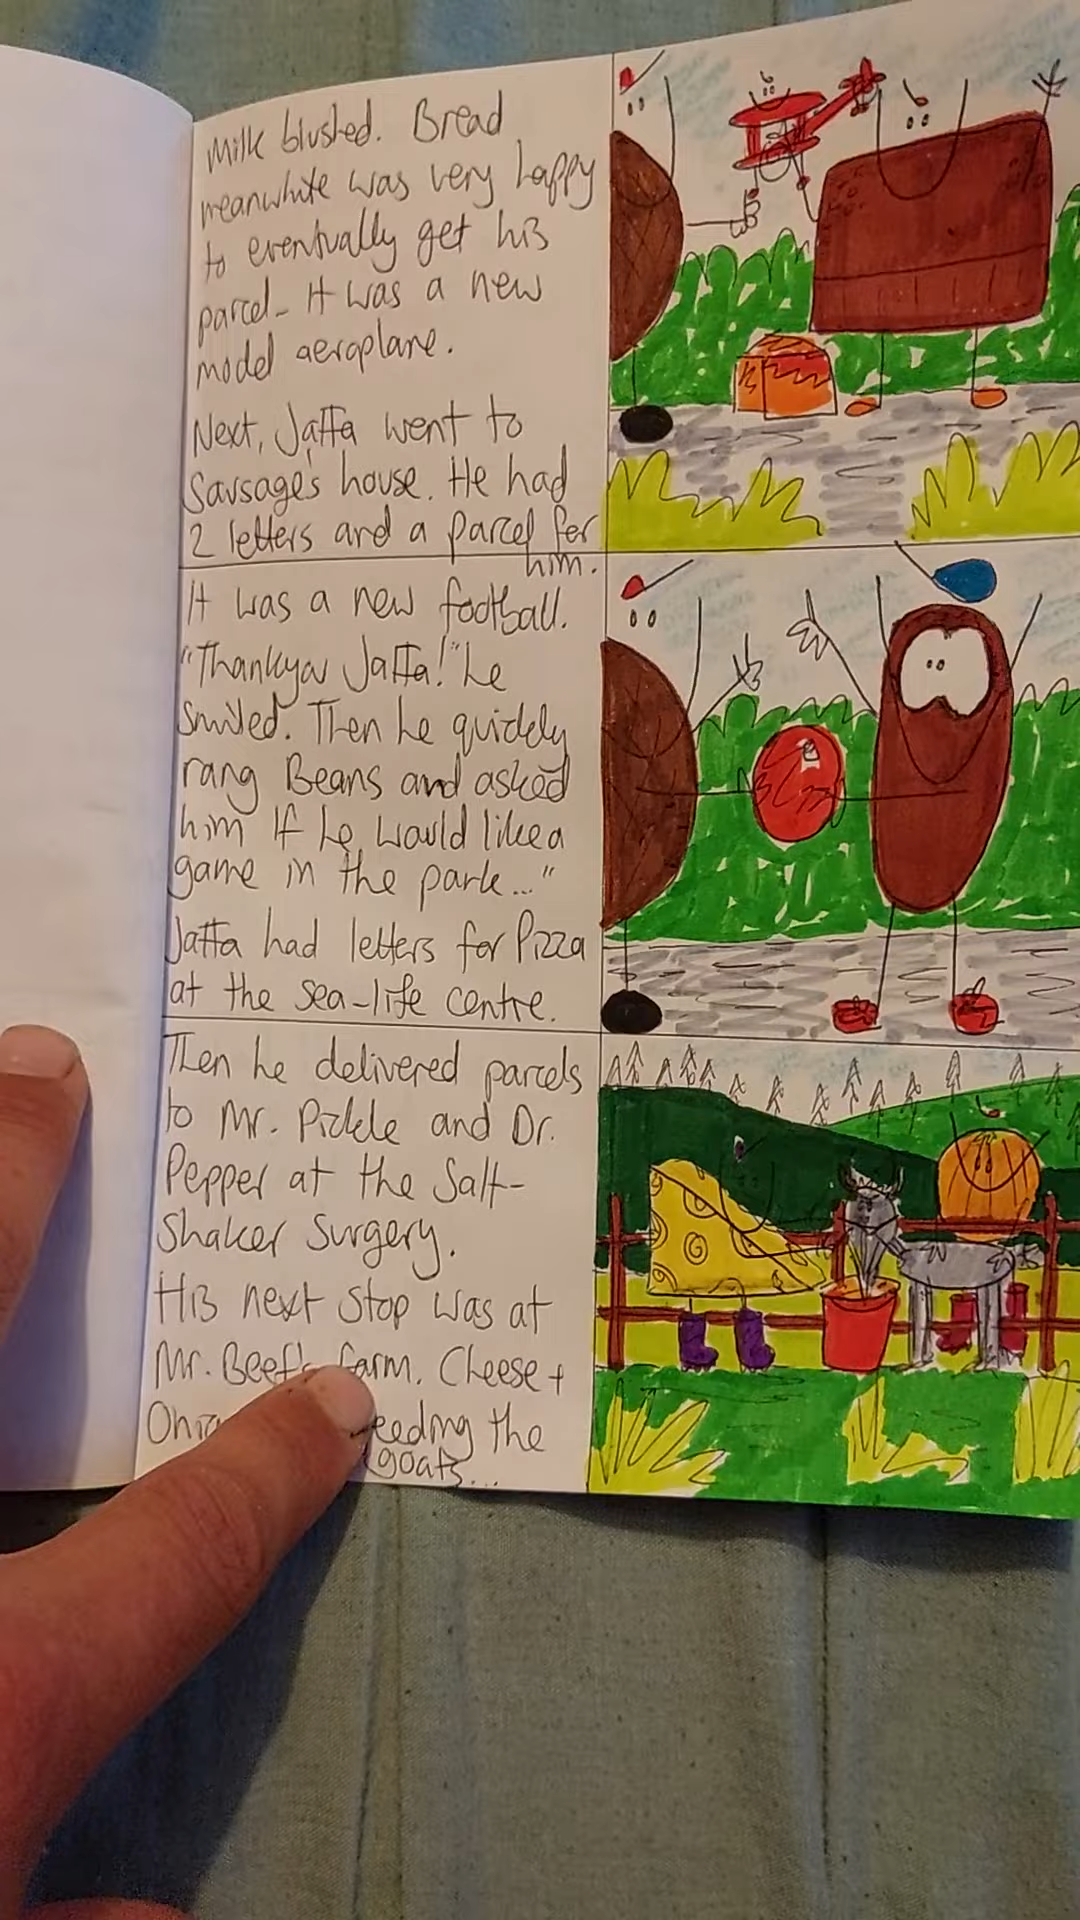 Milk blushed. Bread
meanwhile was very happy
to eventually get his
parcel - It was a new
model aeroplane.
Next, Jaffa went to
Sausage's house. He had
2 letters and a parcel for
him.
It was a new football.
"Thankyou Jaffa!" he
smiled. Then he quickly
rang Beans and asked
him if he would like a
game in the park..."
Jaffa had letters for Pizza
at the sea-life centre.
Then he delivered parcels
to Mr. Pickle and Dr.
Pepper at the Salt-
Shaker Surgery.
His next stop was at
Mr. Beef's farm. Cheese +
the
goats...